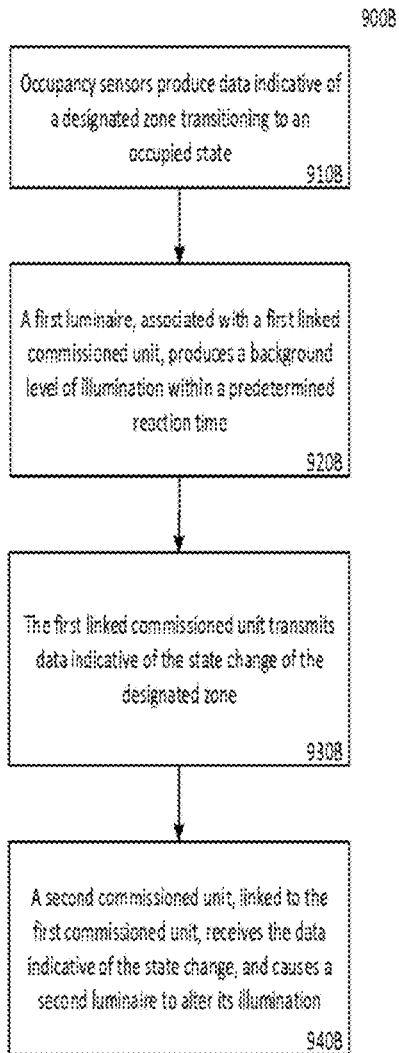 900B
Occupancy sensors produce data indicative of
a designated zone transitioning to an
occupied state
910B
A first luminaire, associated with a first linked
commissioned unit, produces a background
level of illumination within a predetermined
reaction time
920B
The first linked commissioned unit transmits
data indicative of the state change of the
designated zone
930B
A second commissioned unit, linked to the
first commissioned unit, receives the data
indicative of the state change, and causes a
second luminaire to alter its illumination
940B